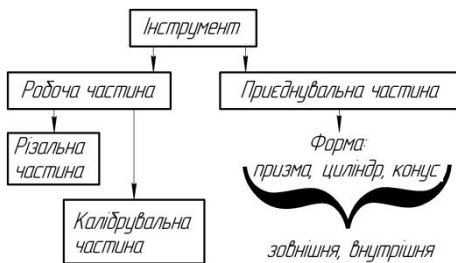 Інструмент
Робоча частина
Приєднувальна частина
Різальна
частина
Форма:
призма, циліндр, конус
Калібрувальна
частина
зовнішня, внутрішня